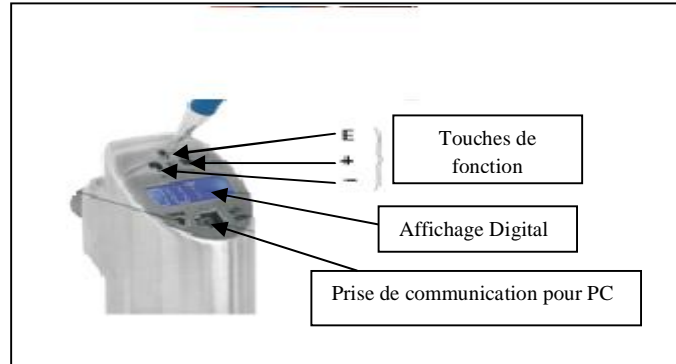 E
+
−
Touches de
fonction
Affichage Digital
Prise de communication pour PC